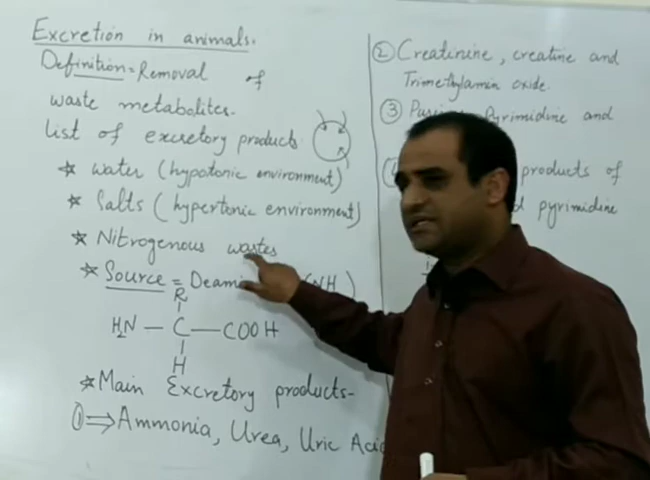 Excretion in animals.
Definition = Removal of
waste metabolites.
List of excretory products
* Water (hypotonic environment)
* Salts (hypertonic environment)
* Nitrogenous wastes
* Source = Deam (NH )
R
H2N — C — COOH
H
* Main Excretory products-
① ⇒ Ammonia, Urea, Uric Acid
② Creatinine, creatine and
Trimethylamin oxide.
③ Pyrimidine and
products of
pyrimidine